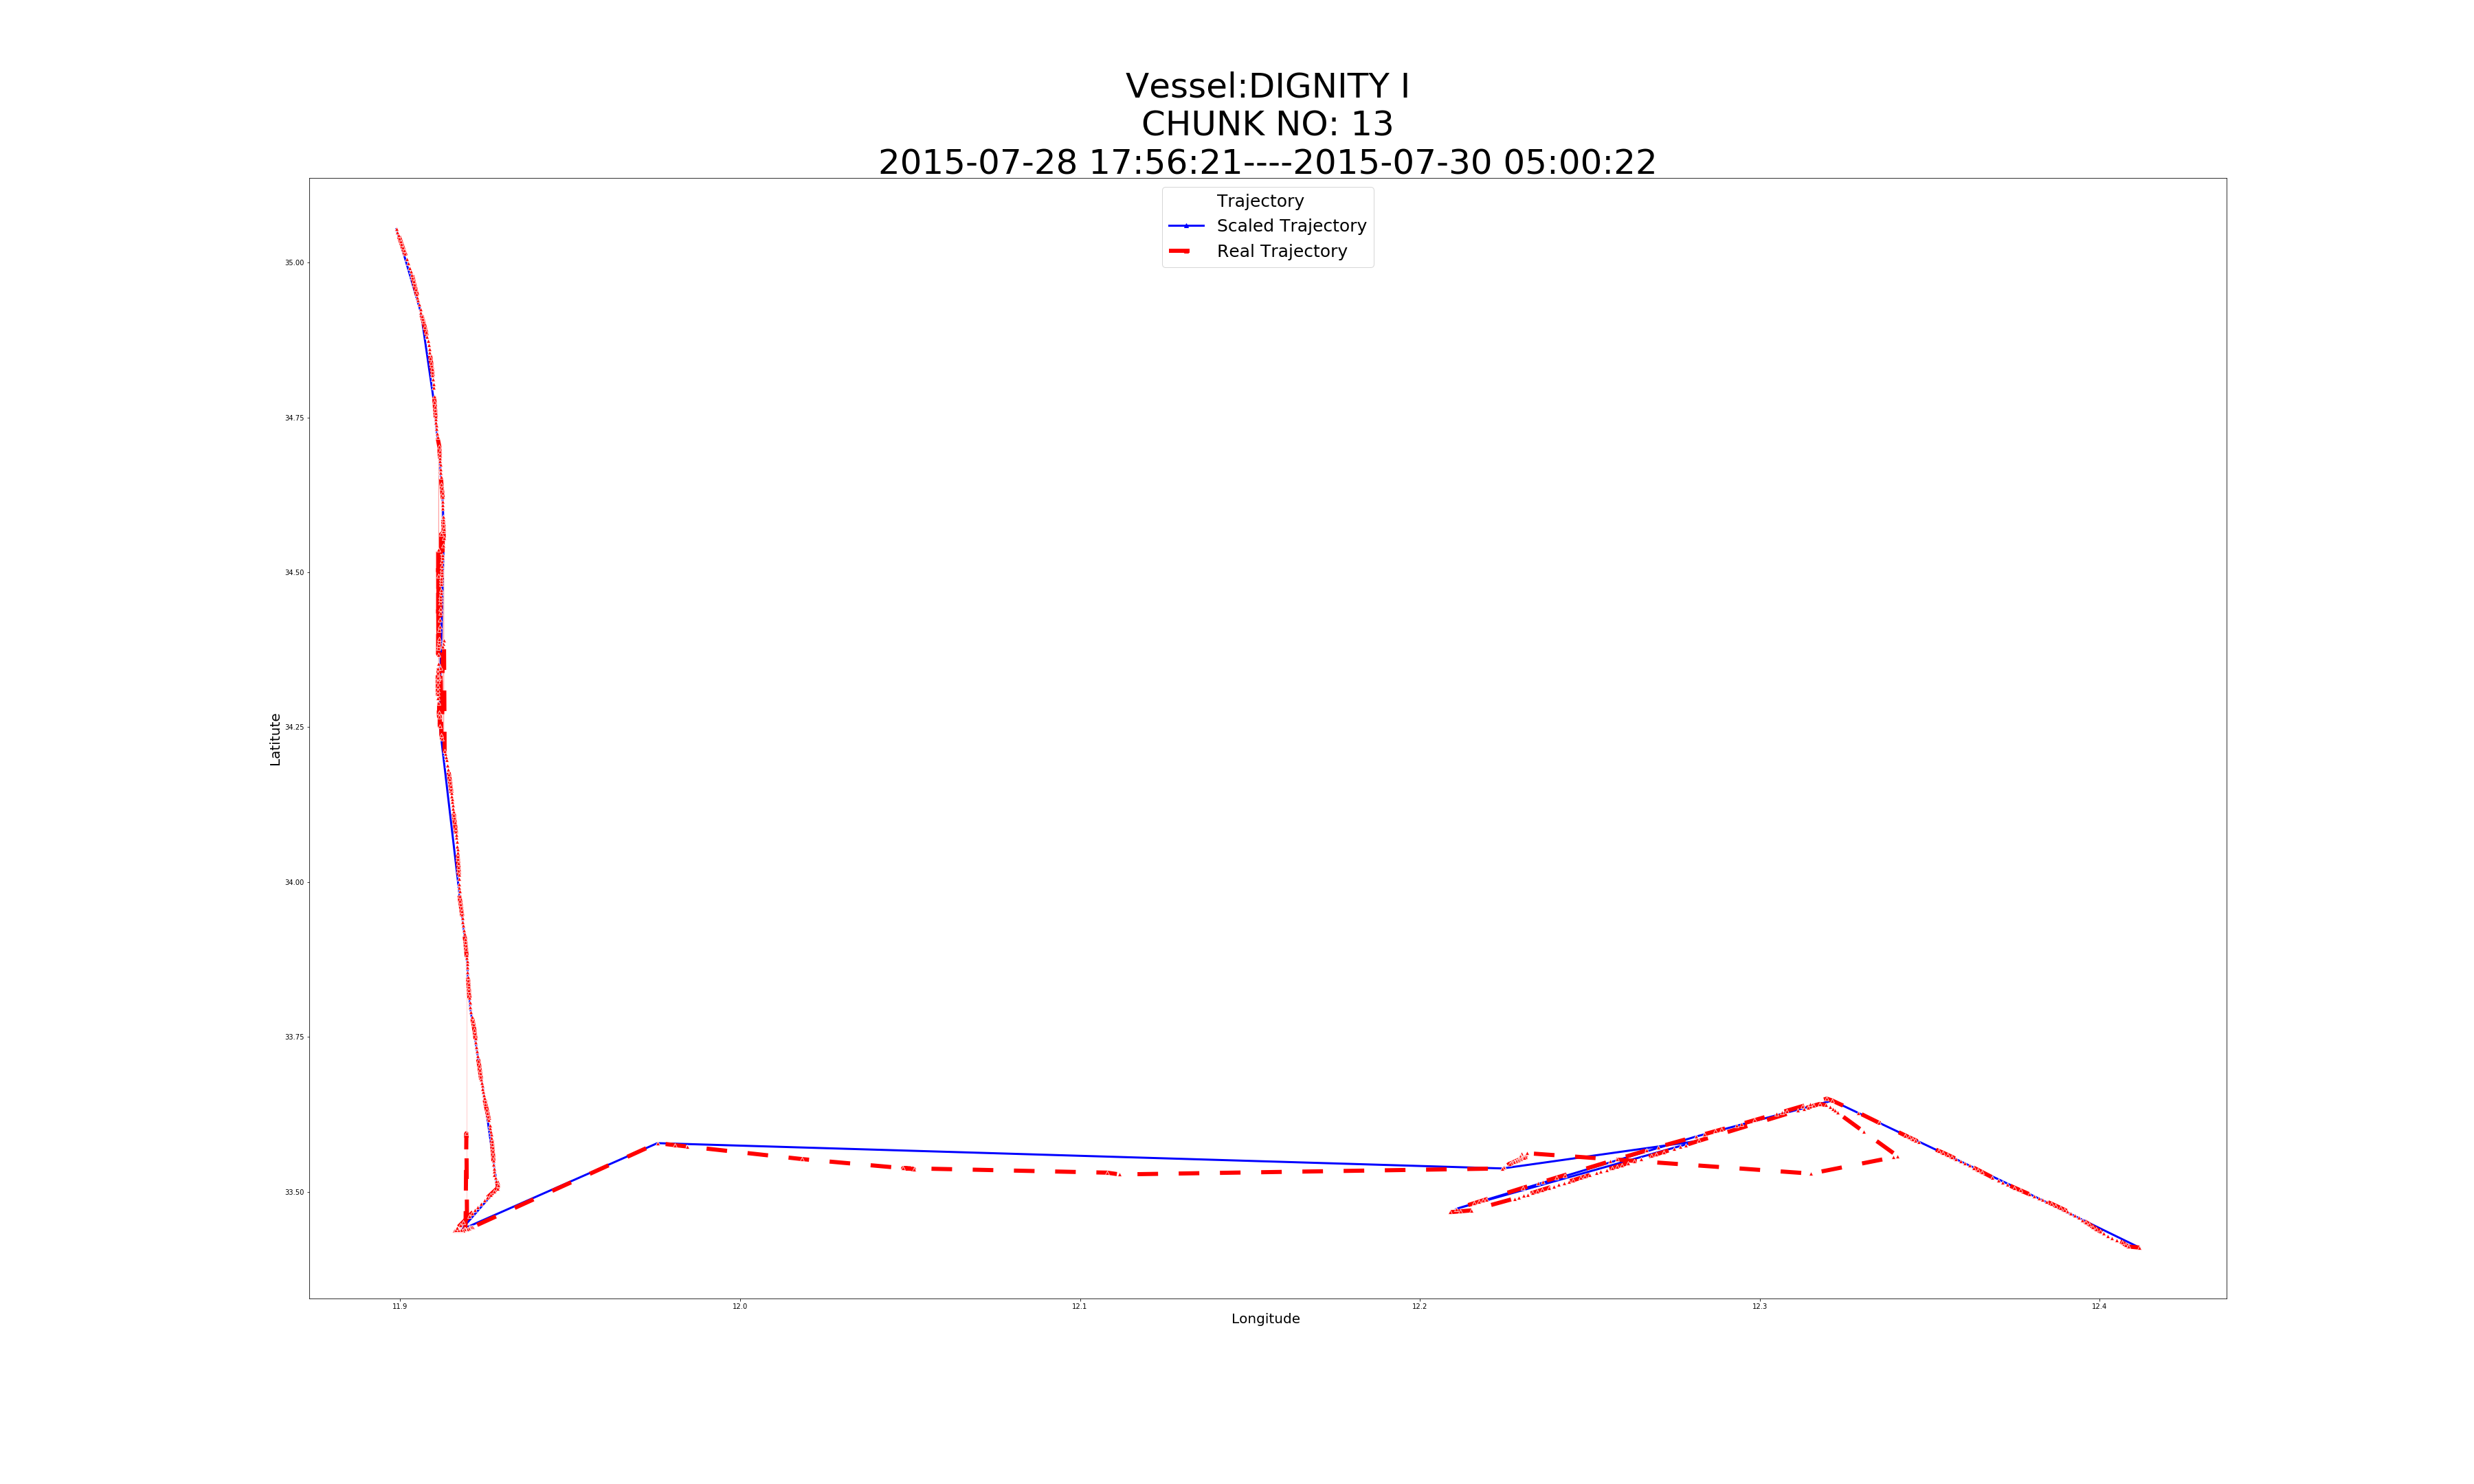 Vessel:DIGNITY I
CHUNK NO: 13
2015-07-28 17:56:21----2015-07-30 05:00:22
Trajectory
Scaled Trajectory
Real Trajectory
35.00
34.75
34.50
34.25
34.00
33.75
33.50
Latitute
11.9
12.0
12.1
12.2
12.3
12.4
Longitude